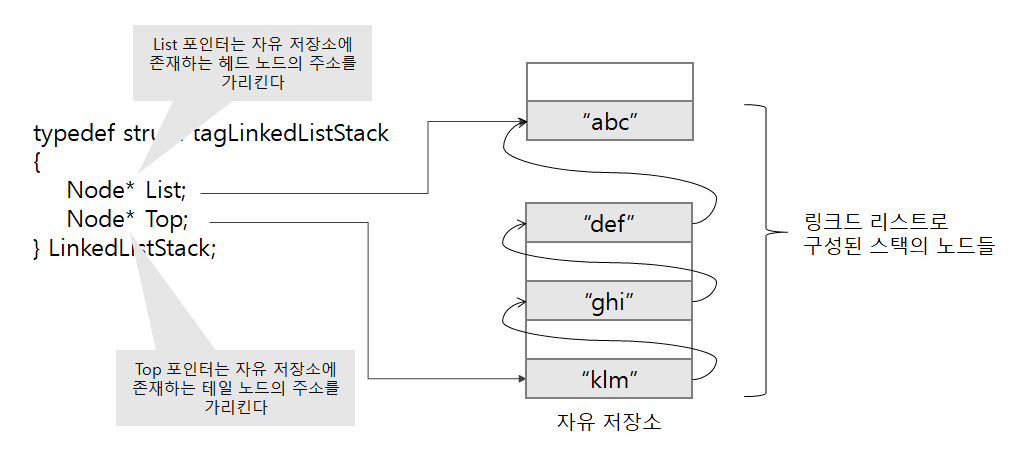 List 포인터는 자유 저장소에
존재하는 헤드 노드의 주소를
가리킨다
typedef stru tagLinkedListStack
{
Node* List;
Node* Top;
} LinkedListStack;
Top 포인터는 자유 저장소에
존재하는 테일 노드의 주소를
가리킨다
“abc”
“def”
“ghi”
“klm”
자유 저장소
링크드 리스트로
구성된 스택의 노드들